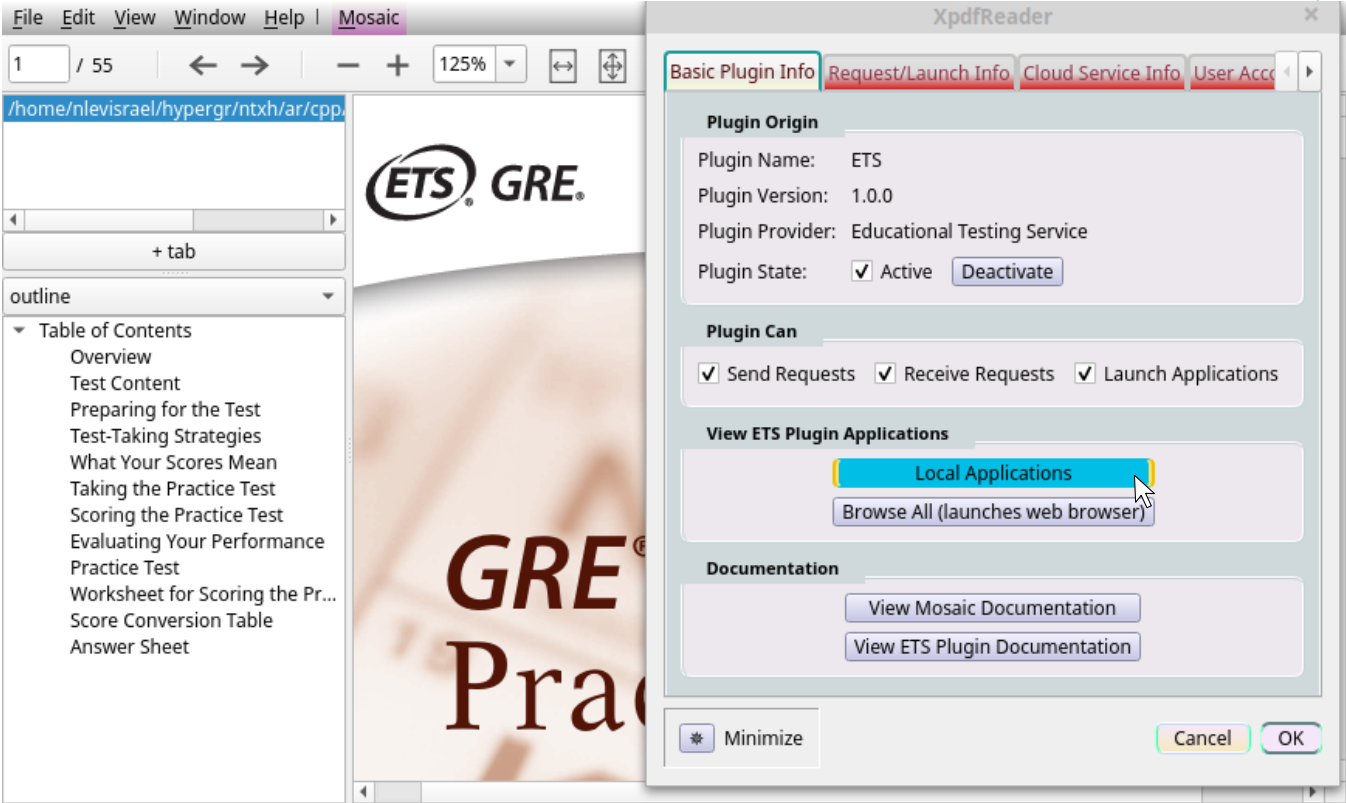 File Edit View Window Help | Mosaic
1 / 55
125%
/home/nlevisrael/hypergr/ntxh/ar/cpp/
+ tab
outline
Table of Contents
Overview
Test Content
Preparing for the Test
Test-Taking Strategies
What Your Scores Mean
Taking the Practice Test
Scoring the Practice Test
Evaluating Your Performance
Practice Test
Worksheet for Scoring the Pr...
Score Conversion Table
Answer Sheet
ETS® GRE®
GRE®
Prac
XpdfReader
Basic Plugin Info Request/Launch Info Cloud Service Info User Acc
Plugin Origin
Plugin Name: ETS
Plugin Version: 1.0.0
Plugin Provider: Educational Testing Service
Plugin State: Active Deactivate
Plugin Can
Send Requests Receive Requests Launch Applications
View ETS Plugin Applications
Local Applications
Browse All (launches web browser)
Documentation
View Mosaic Documentation
View ETS Plugin Documentation
Minimize
Cancel OK